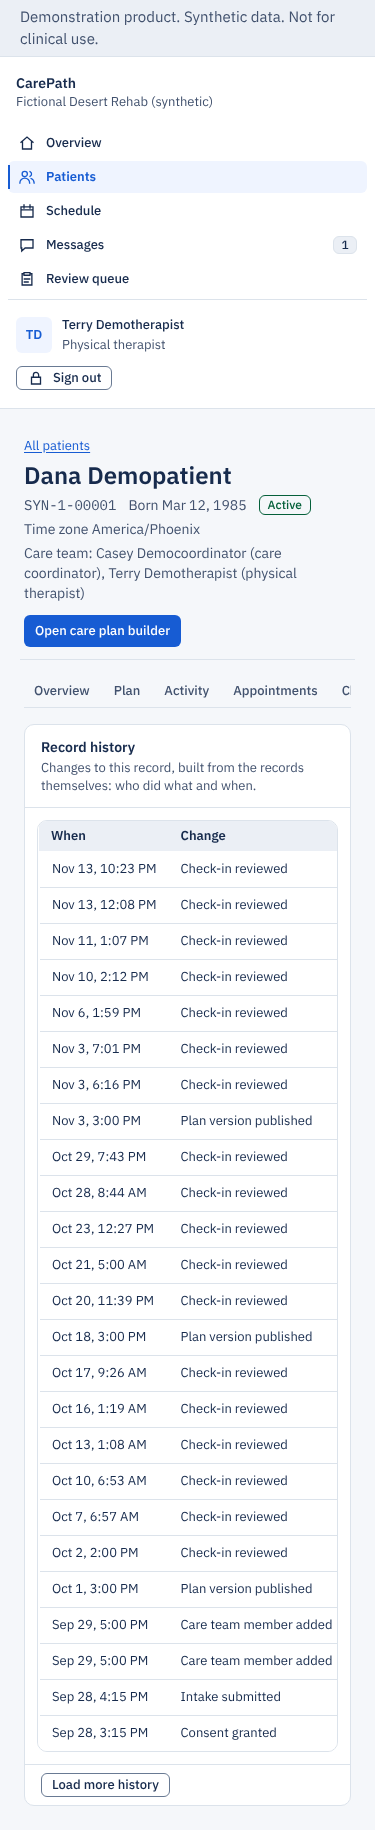 Demonstration product. Synthetic data. Not for
clinical use.
CarePath
Fictional Desert Rehab (synthetic)
Overview
Patients
Schedule
Messages 1
Review queue
TD
Terry Demotherapist
Physical therapist
Sign out
All patients
Dana Demopatient
SYN-1-00001 Born Mar 12, 1985 Active
Time zone America/Phoenix
Care team: Casey Democoordinator (care
coordinator), Terry Demotherapist (physical
therapist)
Open care plan builder
Overview Plan Activity Appointments
Record history
Changes to this record, built from the records
themselves: who did what and when.
When Change
Nov 13, 10:23 PM Check-in reviewed
Nov 13, 12:08 PM Check-in reviewed
Nov 11, 1:07 PM Check-in reviewed
Nov 10, 2:12 PM Check-in reviewed
Nov 6, 1:59 PM Check-in reviewed
Nov 3, 7:01 PM Check-in reviewed
Nov 3, 6:16 PM Check-in reviewed
Nov 3, 3:00 PM Plan version published
Oct 29, 7:43 PM Check-in reviewed
Oct 28, 8:44 AM Check-in reviewed
Oct 23, 12:27 PM Check-in reviewed
Oct 21, 5:00 AM Check-in reviewed
Oct 20, 11:39 PM Check-in reviewed
Oct 18, 3:00 PM Plan version published
Oct 17, 9:26 AM Check-in reviewed
Oct 16, 1:19 AM Check-in reviewed
Oct 13, 1:08 AM Check-in reviewed
Oct 10, 6:53 AM Check-in reviewed
Oct 7, 6:57 AM Check-in reviewed
Oct 2, 2:00 PM Check-in reviewed
Oct 1, 3:00 PM Plan version published
Sep 29, 5:00 PM Care team member added
Sep 29, 5:00 PM Care team member added
Sep 28, 4:15 PM Intake submitted
Sep 28, 3:15 PM Consent granted
Load more history